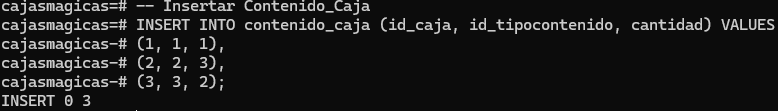 cajasmagicas=# -- Insertar Contenido_Caja
cajasmagicas=# INSERT INTO contenido_caja (id_caja, id_tipocontenido, cantidad) VALUES
cajasmagicas-# (1, 1, 1),
cajasmagicas-# (2, 2, 3),
cajasmagicas-# (3, 3, 2);
INSERT 0 3